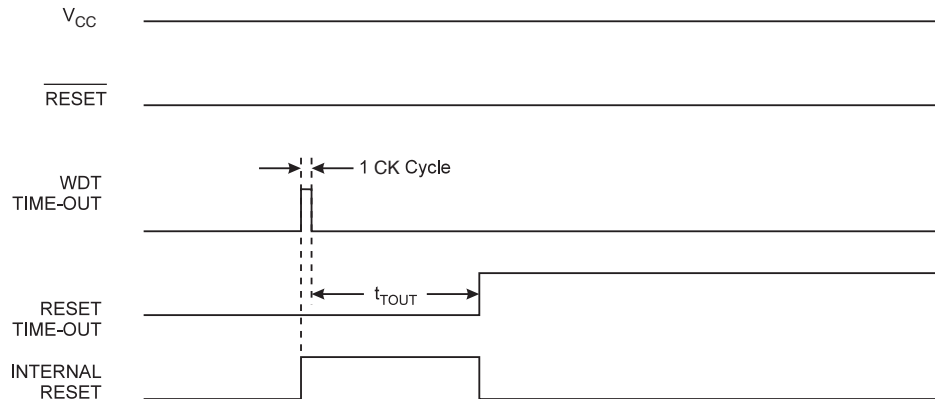 VCC
RESET
1 CK Cycle
WDT
TIME-OUT
tTOUT
RESET
TIME-OUT
INTERNAL
RESET